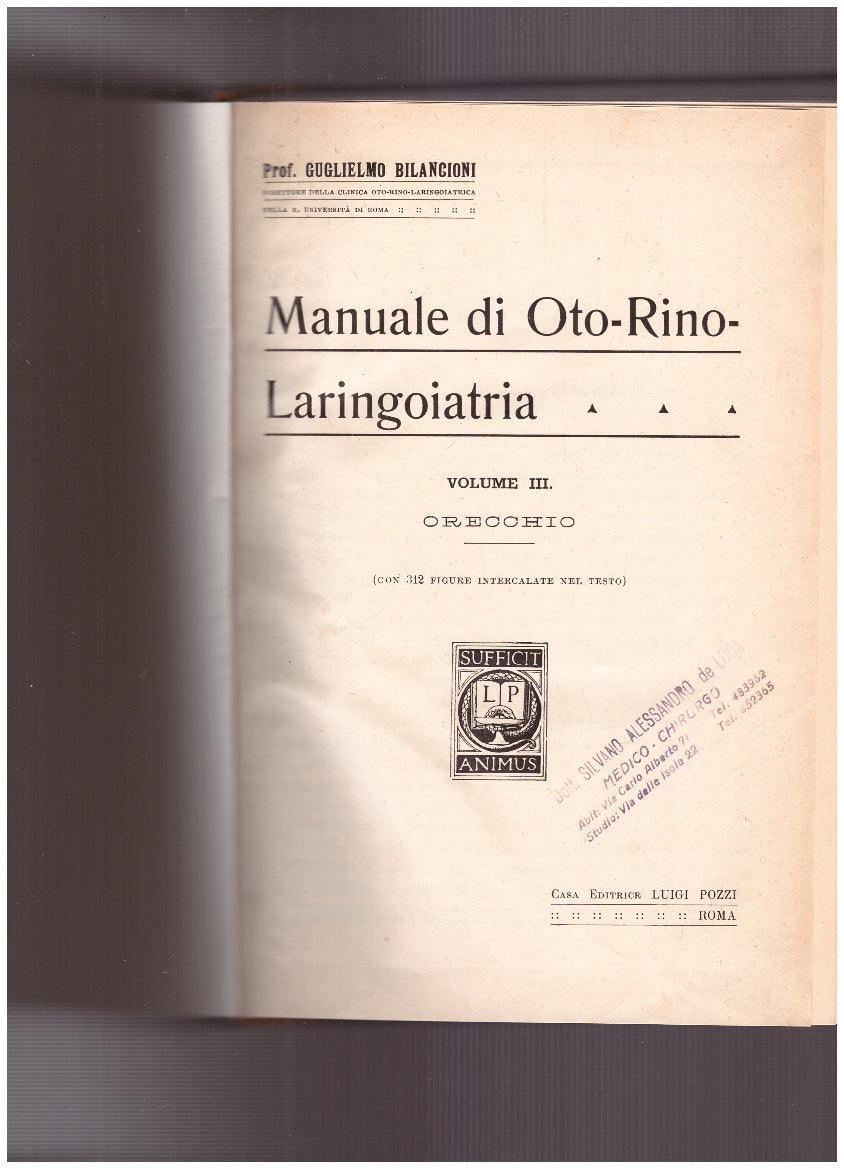 Prof. GUGLIELMO BILANCIONI
DIRETTORE DELLA CLINICA OTO-RINO-LARINGOIATRICA
DELLA R. UNIVERSITÀ DI ROMA :: :: :: :: ::
Manuale di Oto-Rino-
Laringoiatria
VOLUME III.
ORECCHIO
(CON 312 FIGURE INTERCALATE NEL TESTO)
SUFFICIT
L P
ANIMUS
Dott. SILVANO ALESSANDRO de LUCA
MEDICO - CHIRURGO
Abit: via Carlo Alberto 71 Tel. 483962
Studio: Via delle Isole 22 Tel. 852365
CASA EDITRICE LUIGI POZZI
:: :: :: :: :: :: :: ROMA